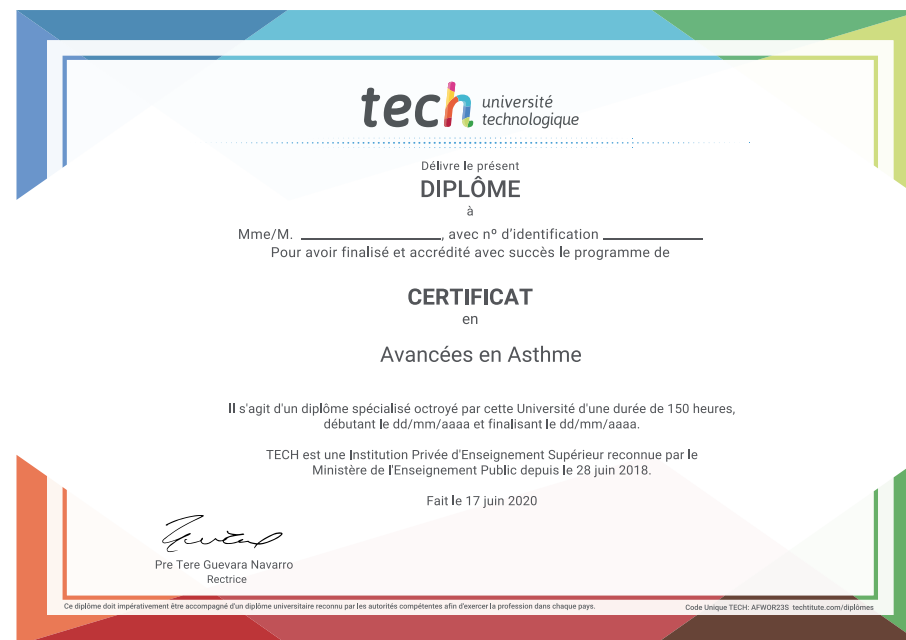 tech université
technologique
Délivre le présent
DIPLÔME
à
Mme/M. ____________________, avec nº d'identification ______________
Pour avoir finalisé et accrédité avec succès le programme de
CERTIFICAT
en
Avancées en Asthme
Il s'agit d'un diplôme spécialisé octroyé par cette Université d'une durée de 150 heures,
débutant le dd/mm/aaaa et finalisant le dd/mm/aaaa.
TECH est une Institution Privée d'Enseignement Supérieur reconnue par le
Ministère de l'Enseignement Public depuis le 28 juin 2018.
Fait le 17 juin 2020
Pre Tere Guevara Navarro
Rectrice
Ce diplôme doit impérativement être accompagné d'un diplôme universitaire reconnu par les autorités compétentes afin d'exercer la profession dans chaque pays.
Code Unique TECH: AFWOR23S techtitute.com/diplômes